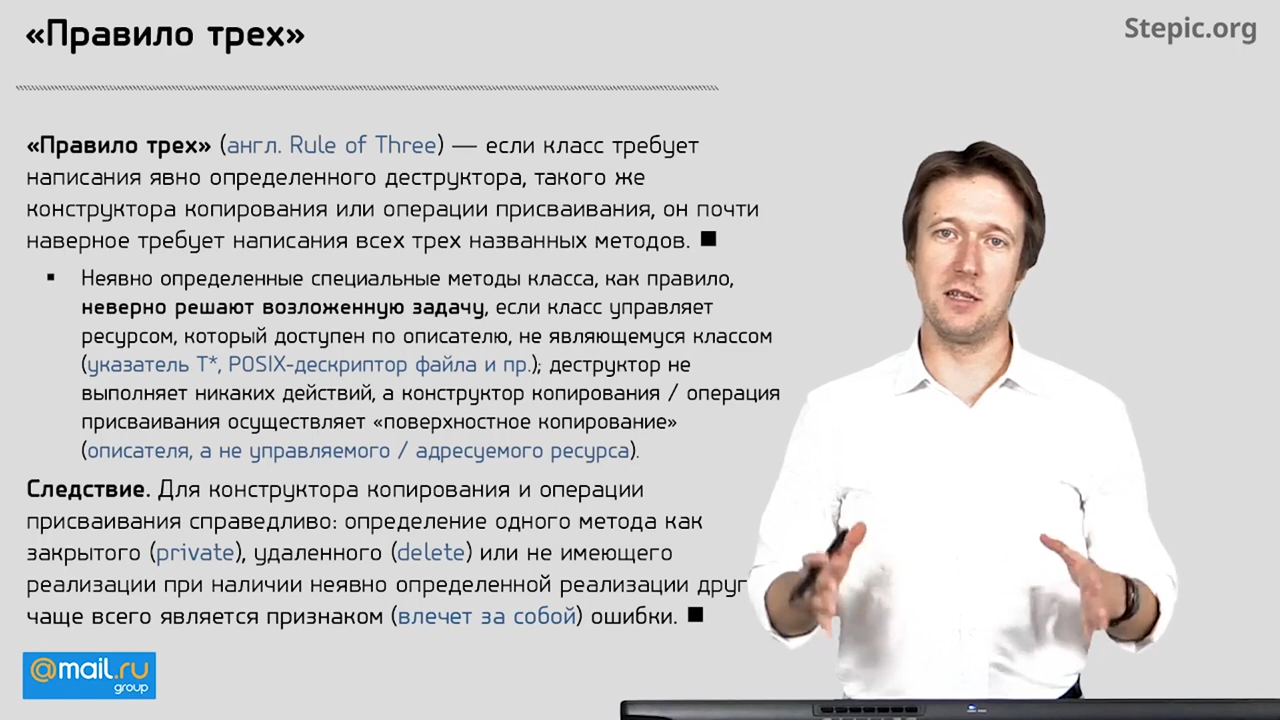 «Правило трех»
Stepic.org
«Правило трех» (англ. Rule of Three) — если класс требует
написания явно определенного деструктора, такого же
конструктора копирования или операции присваивания, он почти
наверное требует написания всех трех названных методов. ■
▪ Неявно определенные специальные методы класса, как правило,
неверно решают возложенную задачу, если класс управляет
ресурсом, который доступен по описателю, не являющемуся классом
(указатель T*, POSIX-дескриптор файла и пр.); деструктор не
выполняет никаких действий, а конструктор копирования / операция
присваивания осуществляет «поверхностное копирование»
(описателя, а не управляемого / адресуемого ресурса).
Следствие. Для конструктора копирования и операции
присваивания справедливо: определение одного метода как
закрытого (private), удаленного (delete) или не имеющего
реализации при наличии неявно определенной реализации
чаще всего является признаком (влечет за собой) ошибки. ■
@mail.ru
group